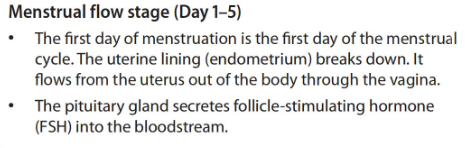 Menstrual flow stage (Day 1–5)
• The first day of menstruation is the first day of the menstrual
cycle. The uterine lining (endometrium) breaks down. It
flows from the uterus out of the body through the vagina.
• The pituitary gland secretes follicle-stimulating hormone
(FSH) into the bloodstream.